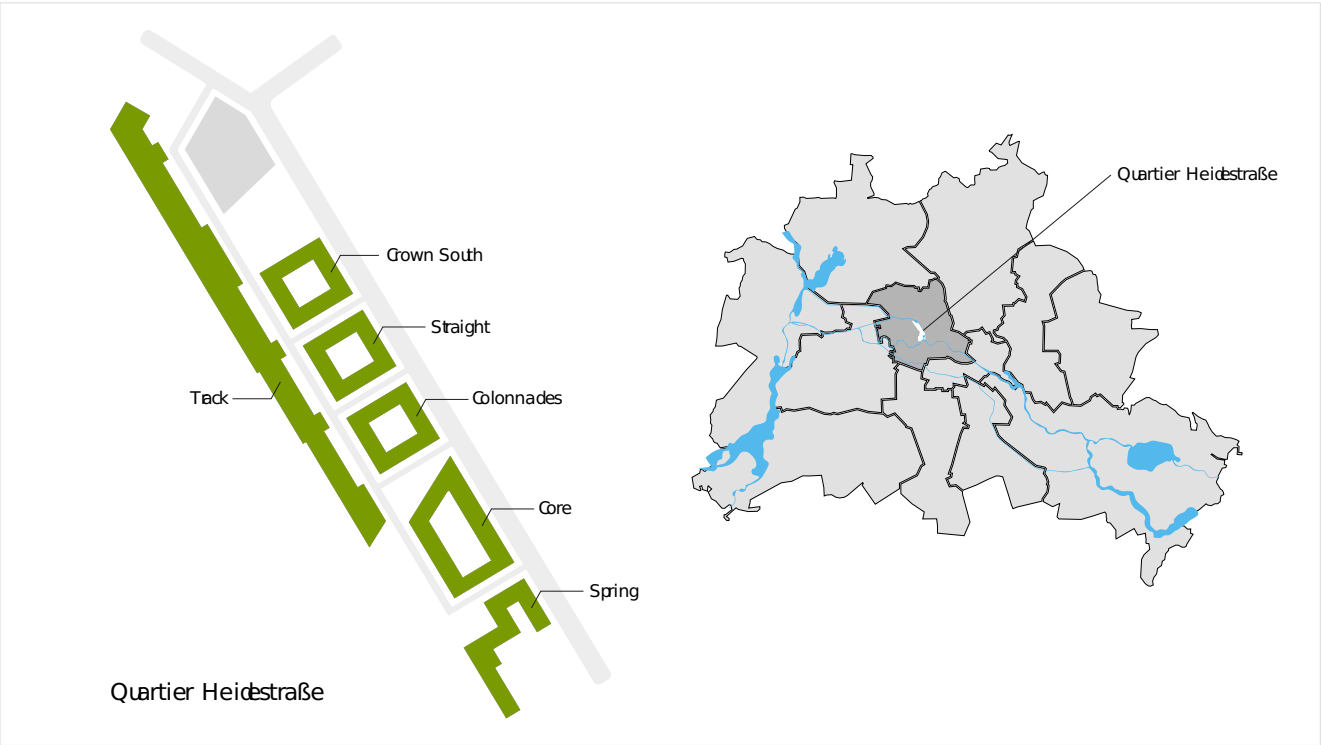 Quartier Heidestraße
Crown South
Straight
Track
Colonnades
Core
Spring
Quartier Heidestraße